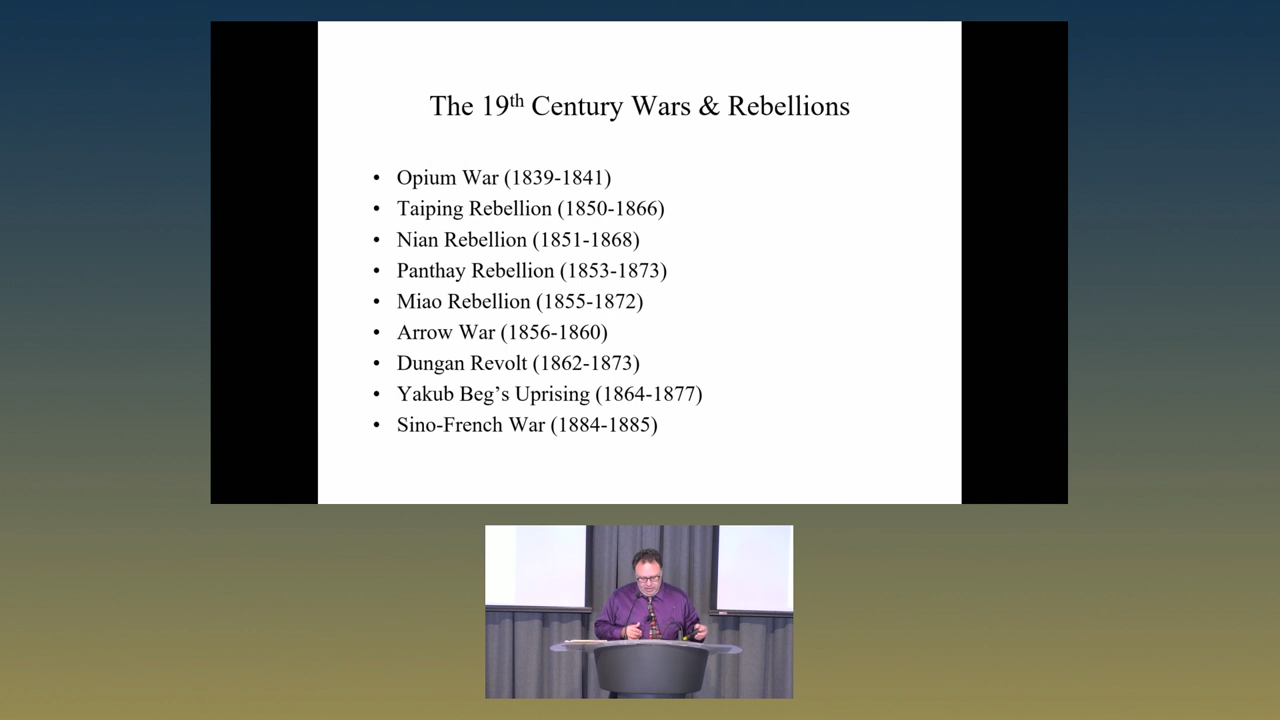 The 19th Century Wars & Rebellions
• Opium War (1839-1841)
• Taiping Rebellion (1850-1866)
• Nian Rebellion (1851-1868)
• Panthay Rebellion (1853-1873)
• Miao Rebellion (1855-1872)
• Arrow War (1856-1860)
• Dungan Revolt (1862-1873)
• Yakub Beg’s Uprising (1864-1877)
• Sino-French War (1884-1885)